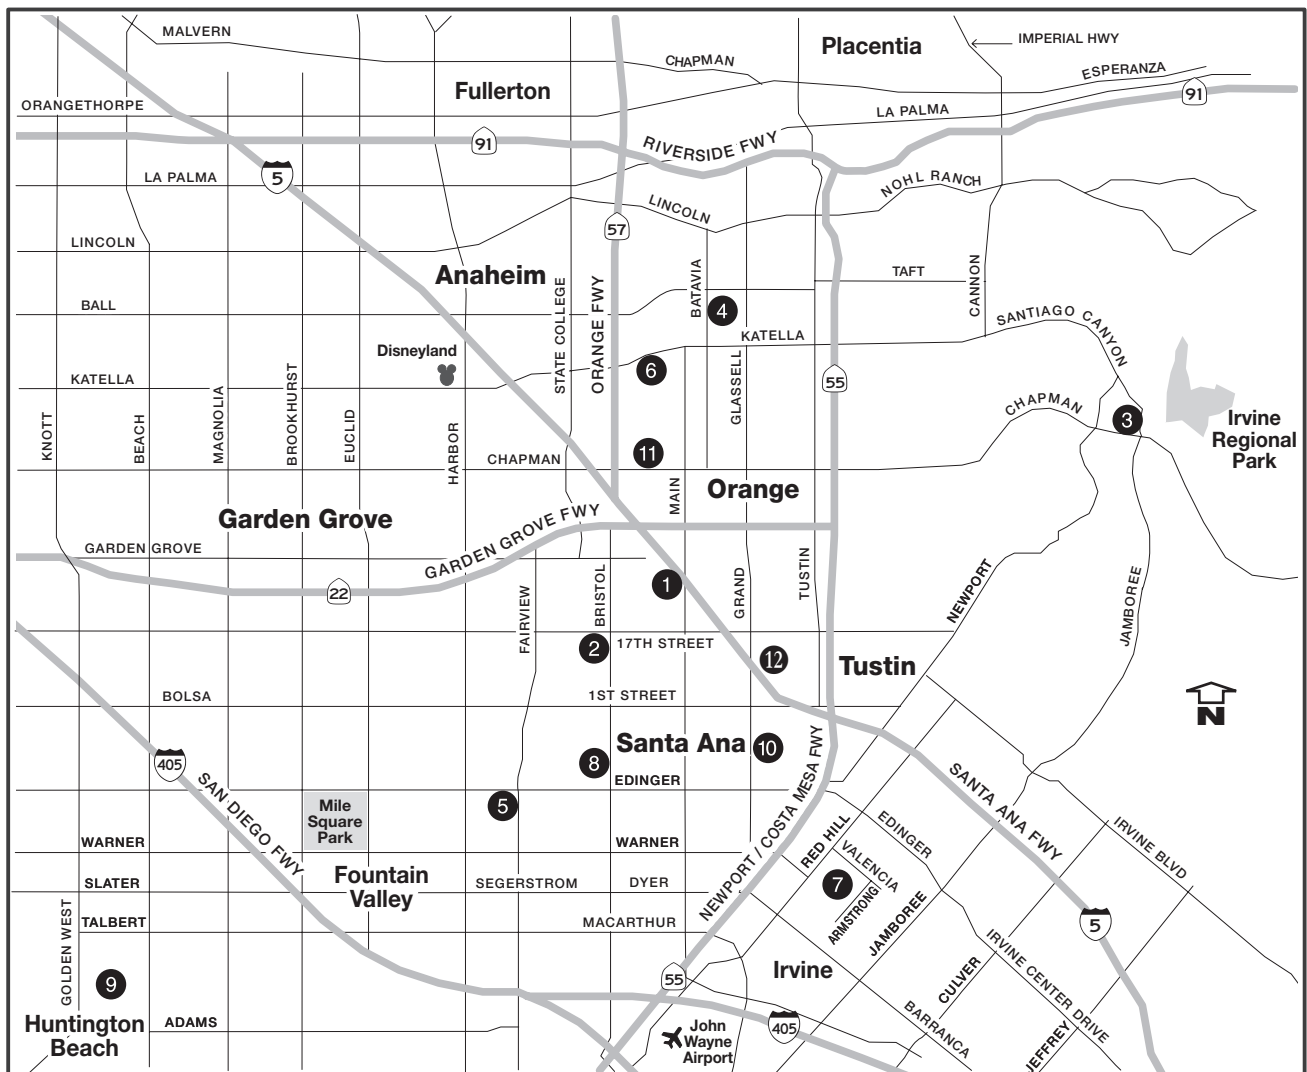 MALVERN
CHAPMAN
Placentia
IMPERIAL HWY
ESPERANZA
Fullerton
ORANGETHORPE
LA PALMA
91
91
RIVERSIDE FWY
LA PALMA
5
NOHL RANCH
LINCOLN
57
LINCOLN
Anaheim
TAFT
BATAVIA
CANNON
STATE COLLEGE
ORANGE FWY
BALL
4
SANTIAGO CANYON
KATELLA
Disneyland
6
KATELLA
55
GLASSELL
CHAPMAN
3
Irvine
Regional
Park
KNOTT
BEACH
MAGNOLIA
BROOKHURST
EUCLID
HARBOR
CHAPMAN
11
MAIN
Orange
Garden Grove
GARDEN GROVE FWY
GARDEN GROVE
22
FAIRVIEW
BRISTOL
1
GRAND
TUSTIN
NEWPORT
JAMBOREE
2
17TH STREET
12
Tustin
BOLSA
1ST STREET
N
Santa Ana
10
405
8
EDINGER
SAN DIEGO FWY
Mile
Square
Park
5
NEWPORT / COSTA MESA FWY
SANTA ANA FWY
IRVINE BLVD
WARNER
WARNER
RED HILL
EDINGER
VALENCIA
7
ARMSTRONG
JAMBOREE
SLATER
Fountain
Valley
SEGERSTROM
DYER
TALBERT
MACARTHUR
5
GOLDEN WEST
9
55
Irvine
CULVER
IRVINE CENTER DRIVE
BARRANCA
JEFFREY
Huntington
Beach
ADAMS
John
Wayne
Airport
405